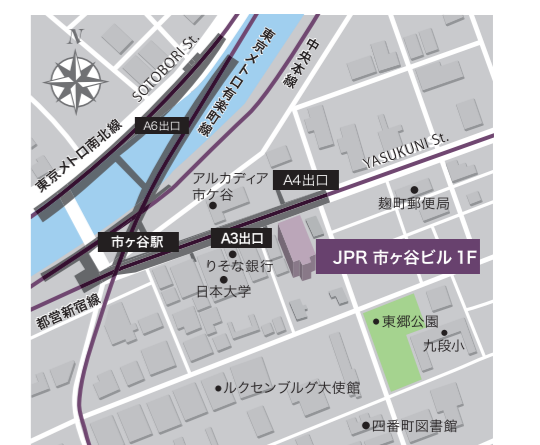 N
SOTOBORI St.
東京メトロ有楽町線
中央本線
東京メトロ南北線
A6出口
YASUKUNI St.
アルカディア
市ケ谷
A4出口
麹町郵便局
市ヶ谷駅
A3出口
りそな銀行
JPR 市ヶ谷ビル 1F
日本大学
都営新宿線
東郷公園
九段小
ルクセンブルグ大使館
四番町図書館